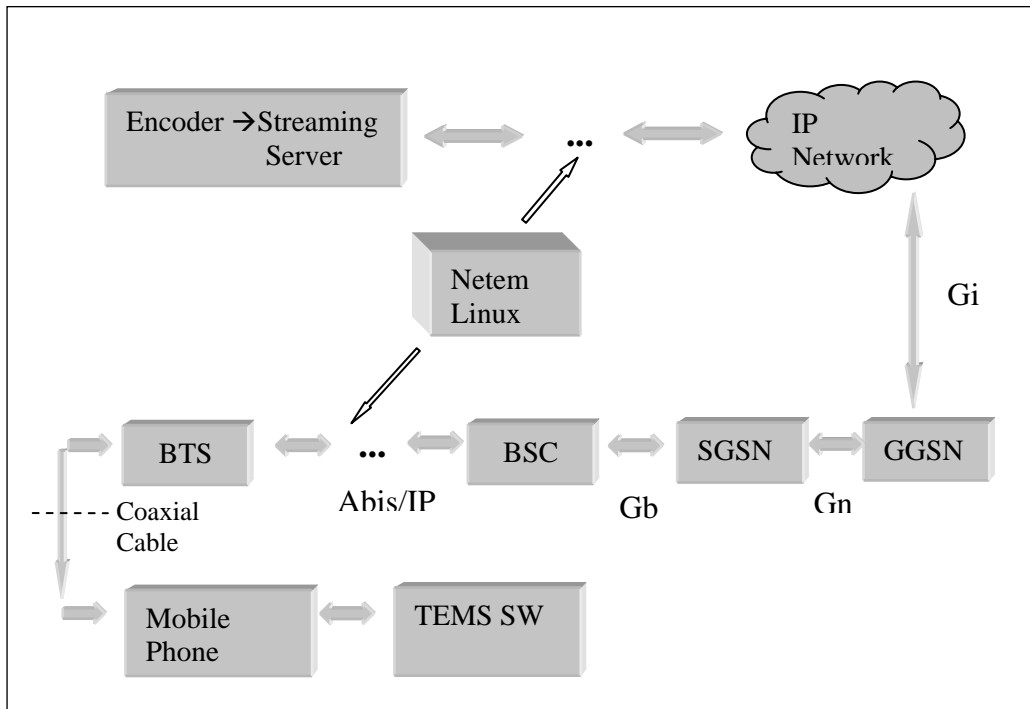 Encoder →Streaming
Server
...
IP
Network
Netem
Linux
Gi
BTS
...
BSC
SGSN
GGSN
Abis/IP
Gb
Gn
Coaxial
Cable
Mobile
Phone
TEMS SW